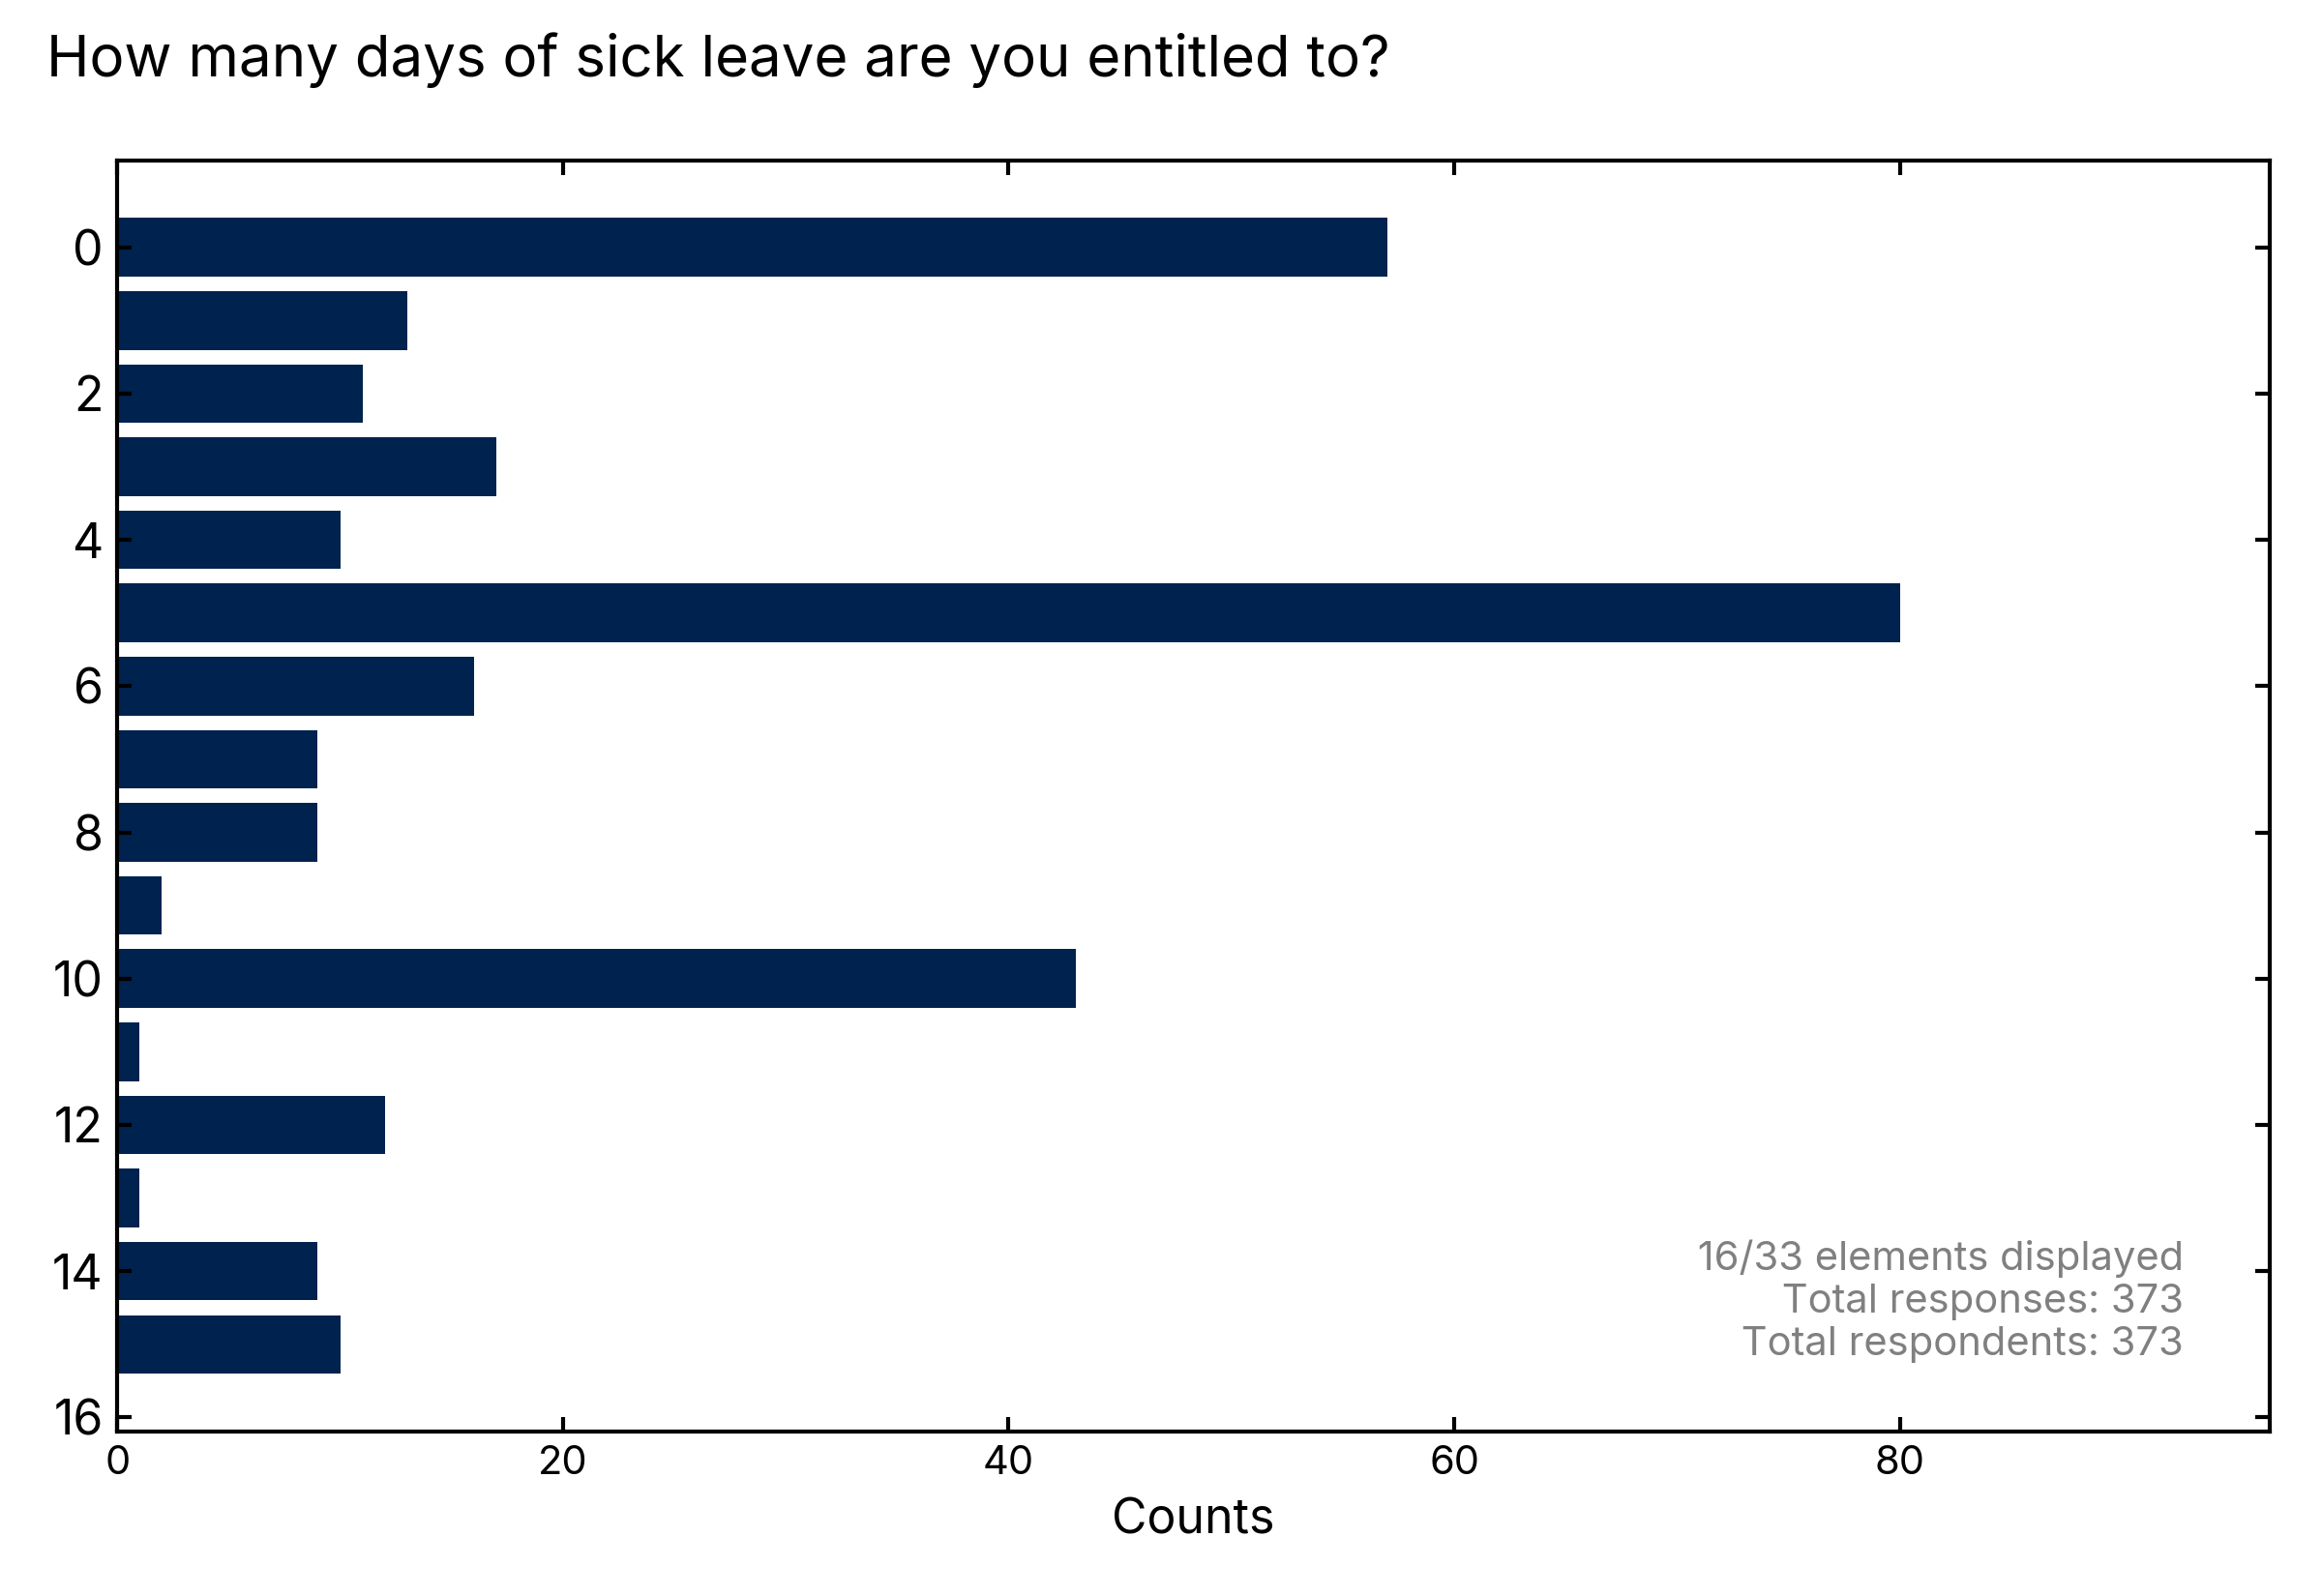 How many days of sick leave are you entitled to?
0
2
4
6
8
10
12
14
16
16/33 elements displayed
Total responses: 373
Total respondents: 373
0 20 40 60 80
Counts